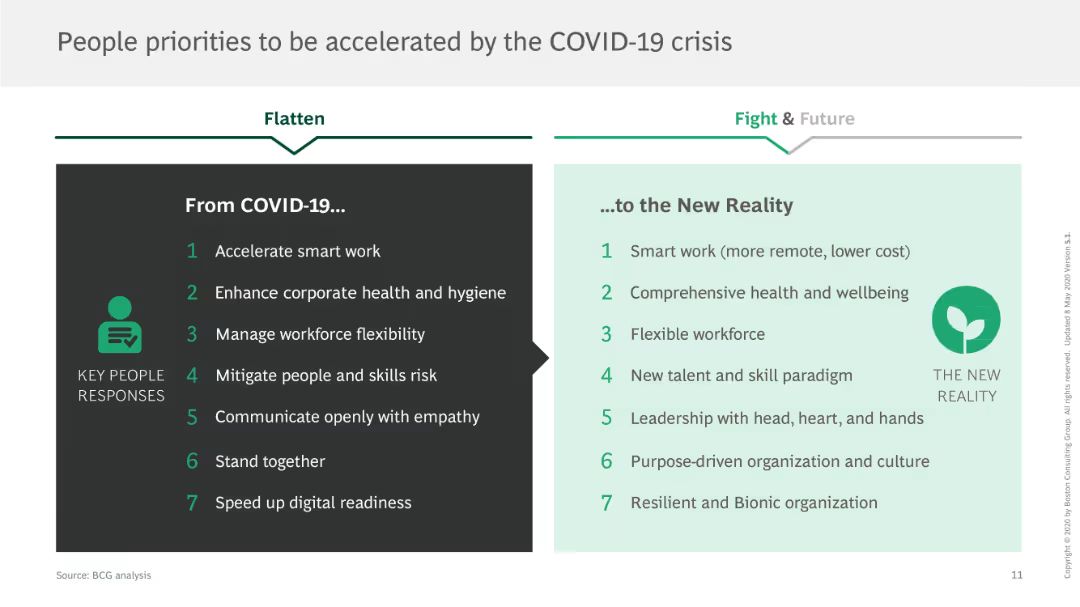 People priorities to be accelerated by the COVID-19 crisis
Flatten
From COVID-19...
1 Accelerate smart work
2 Enhance corporate health and hygiene
3 Manage workforce flexibility
4 Mitigate people and skills risk
5 Communicate openly with empathy
6 Stand together
7 Speed up digital readiness
KEY PEOPLE
RESPONSES
Fight & Future
...to the New Reality
1 Smart work (more remote, lower cost)
2 Comprehensive health and wellbeing
3 Flexible workforce
4 New talent and skill paradigm
5 Leadership with head, heart, and hands
6 Purpose-driven organization and culture
7 Resilient and Bionic organization
THE NEW
REALITY
Source: BCG analysis
11
Copyright © 2020 by Boston Consulting Group. All rights reserved. Updated 8 May 2020 Version 5.1.